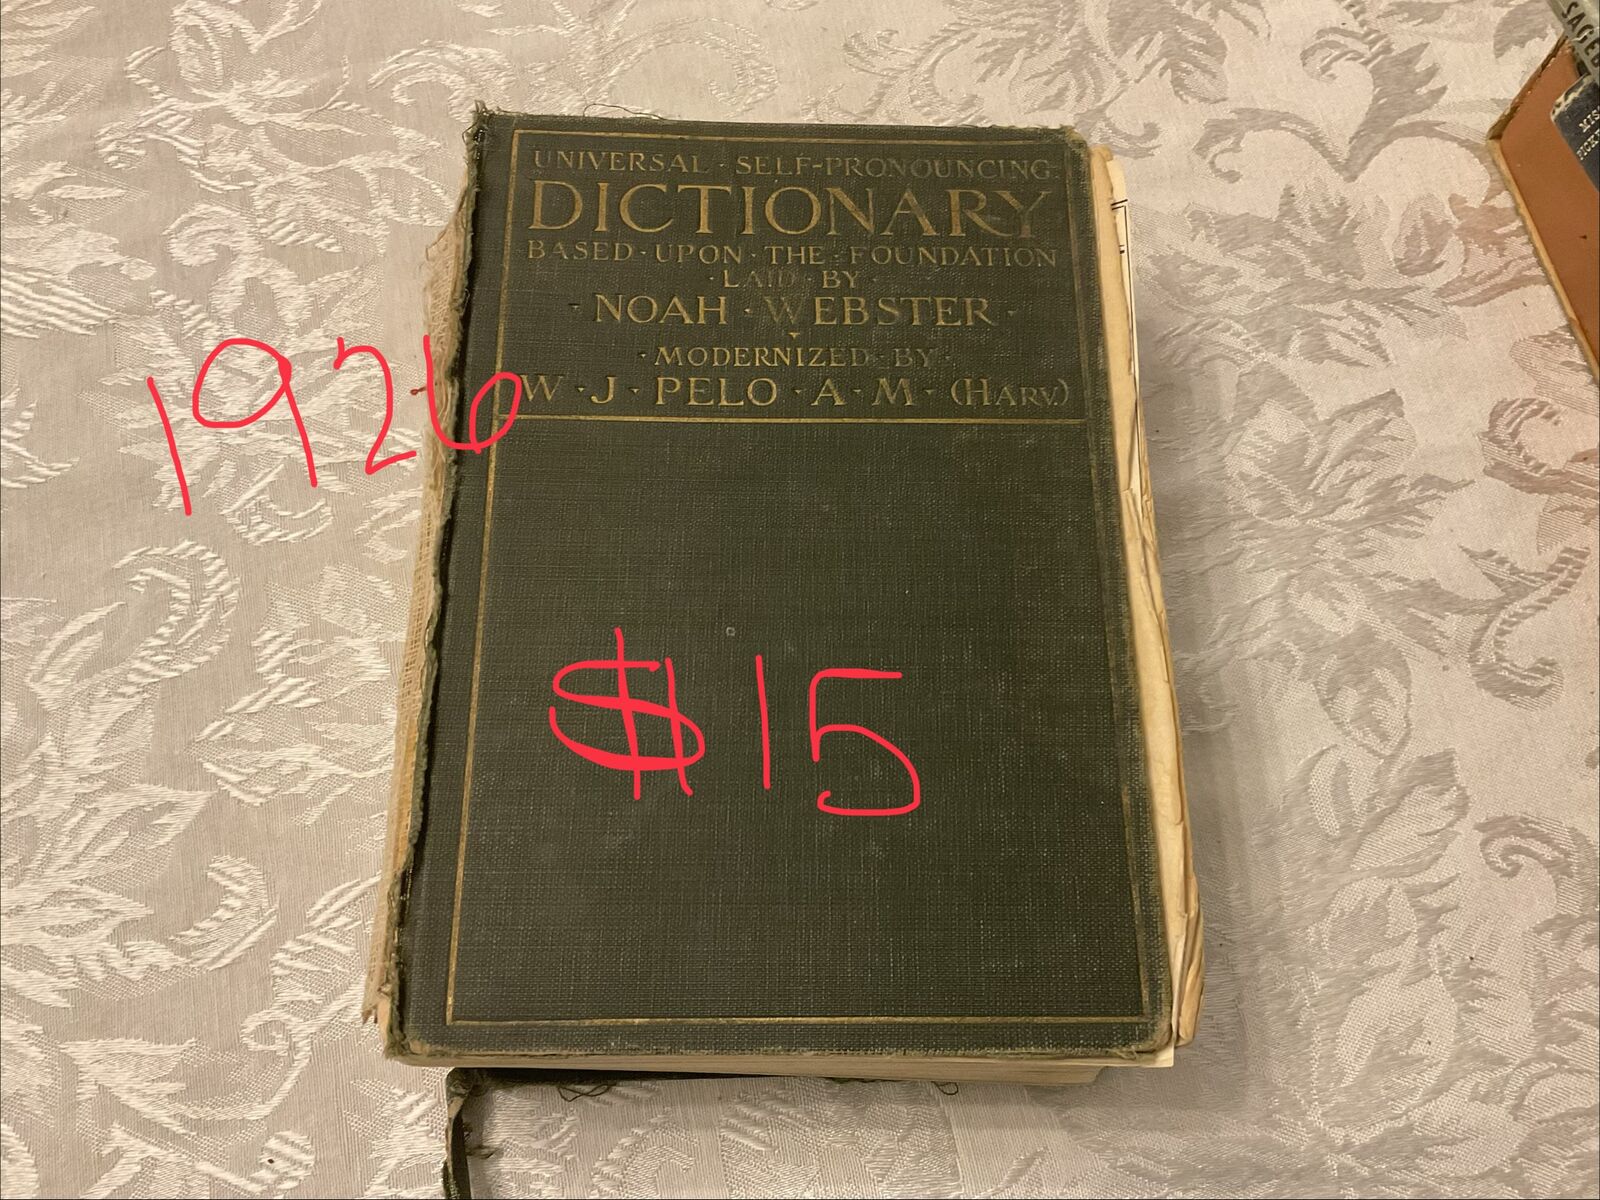 UNIVERSAL · SELF-PRONOUNCING
DICTIONARY
BASED · UPON · THE · FOUNDATION
· LAID · BY ·
· NOAH · WEBSTER ·
· MODERNIZED · BY ·
W · J · PELO · A · M · (HARV.)
1926
$15